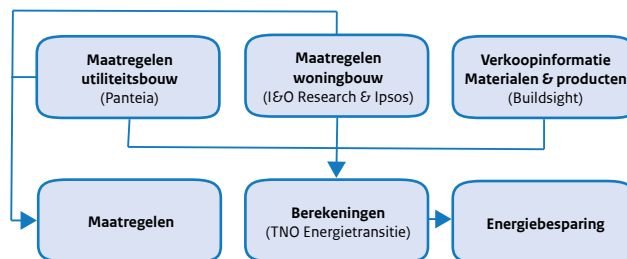 Maatregelen
utiliteitsbouw
(Panteia)
Maatregelen
woningbouw
(I&O Research & Ipsos)
Verkoopinformatie
Materialen & producten
(Buildsight)
Maatregelen
Berekeningen
(TNO Energietransitie)
Energiebesparing